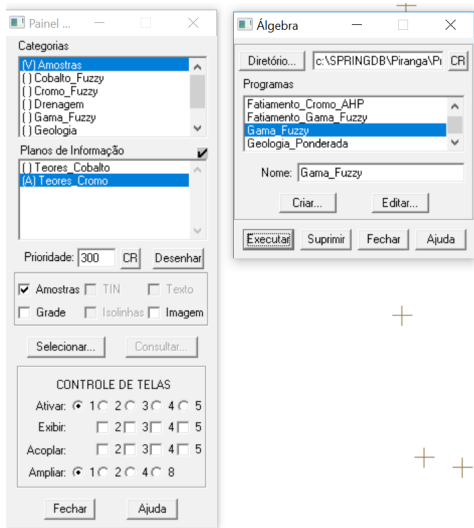 Painel ...
Categorias
(V) Amostras
( ) Cobalto_Fuzzy
( ) Cromo_Fuzzy
( ) Drenagem
( ) Gama_Fuzzy
( ) Geologia
Planos de Informação
( ) Teores_Cobalto
(A) Teores_Cromo
Prioridade: 300 CR Desenhar
Amostras TIN Texto
Grade Isolinhas Imagem
Selecionar... Consultar...
CONTROLE DE TELAS
Ativar: 1 2 3 4 5
Exibir: 2 3 4 5
Acoplar: 2 3 4 5
Ampliar: 1 2 4 8
Fechar Ajuda
Álgebra
Diretório... c:\SPRINGDB\Piranga\Pr CR
Programas
Fatiamento_Cromo_AHP
Fatiamento_Gama_Fuzzy
Gama_Fuzzy
Geologia_Ponderada
Nome: Gama_Fuzzy
Criar... Editar...
Executar Suprimir Fechar Ajuda